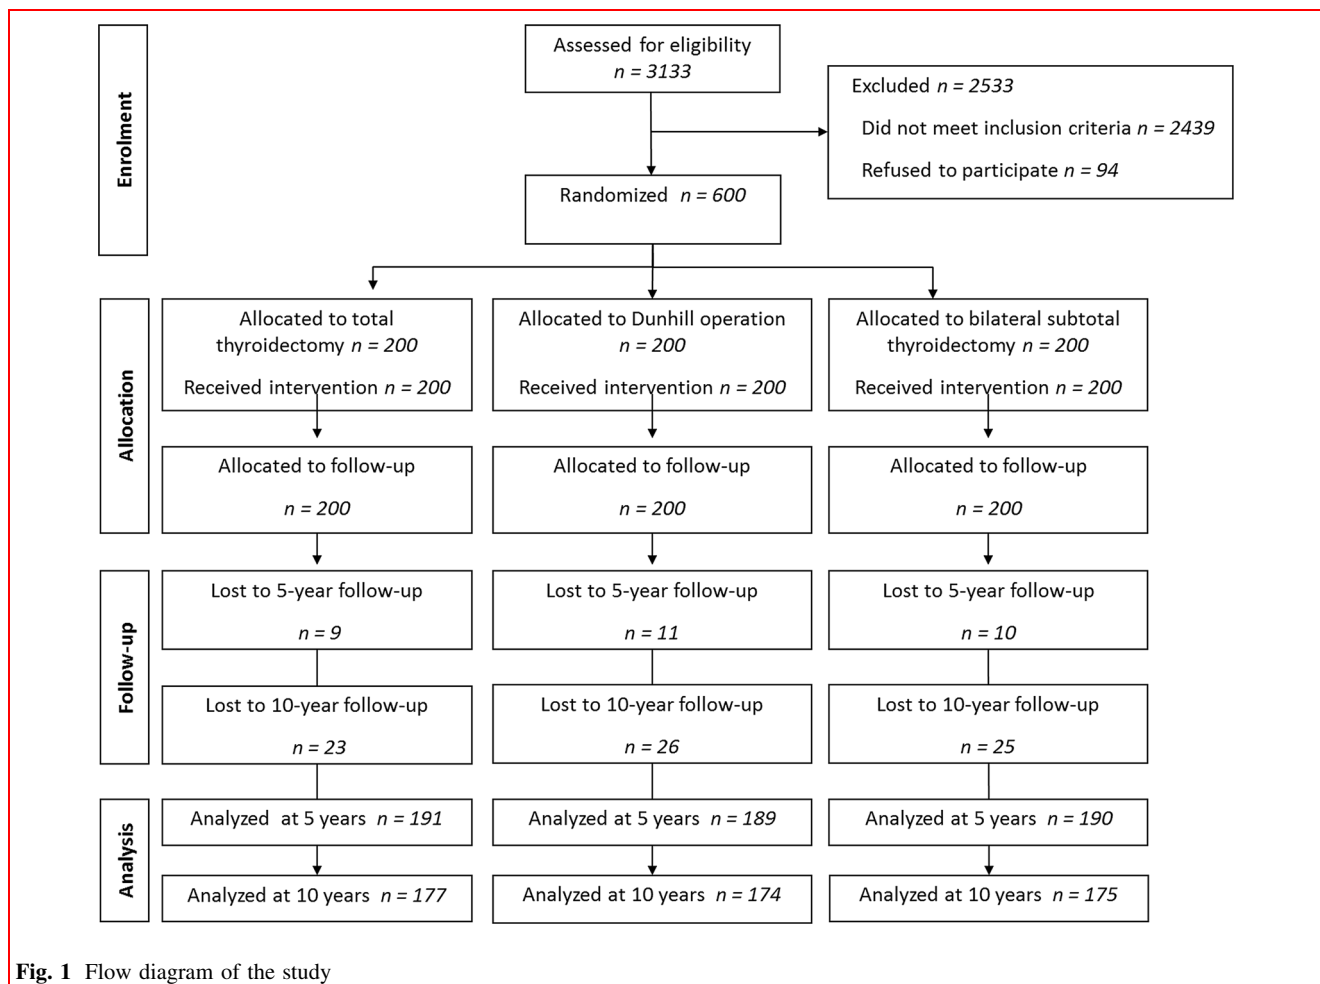 Enrolment
Assessed for eligibility
n = 3133
Excluded n = 2533
Did not meet inclusion criteria n = 2439
Refused to participate n = 94
Randomized n = 600
Allocation
Allocated to total
thyroidectomy n = 200
Received intervention n = 200
Allocated to Dunhill operation
n = 200
Received intervention n = 200
Allocated to bilateral subtotal
thyroidectomy n = 200
Received intervention n = 200
Allocated to follow-up
n = 200
Allocated to follow-up
n = 200
Allocated to follow-up
n = 200
Follow-up
Lost to 5-year follow-up
n = 9
Lost to 5-year follow-up
n = 11
Lost to 5-year follow-up
n = 10
Lost to 10-year follow-up
n = 23
Lost to 10-year follow-up
n = 26
Lost to 10-year follow-up
n = 25
Analysis
Analyzed at 5 years n = 191
Analyzed at 5 years n = 189
Analyzed at 5 years n = 190
Analyzed at 10 years n = 177
Analyzed at 10 years n = 174
Analyzed at 10 years n = 175
Fig. 1 Flow diagram of the study